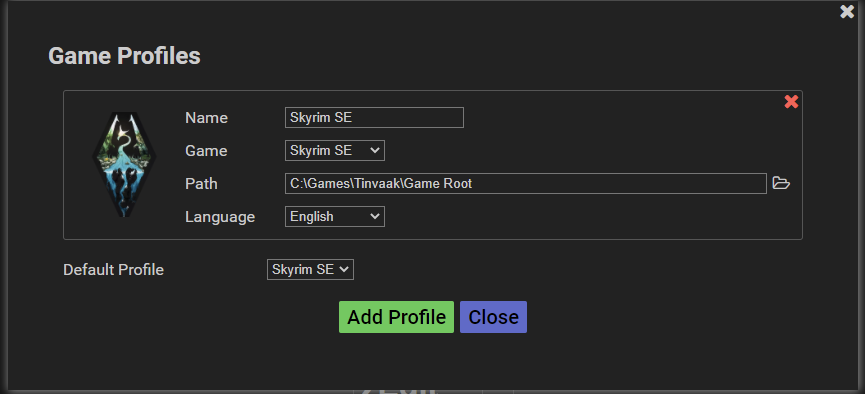 Game Profiles
Name Skyrim SE
Game Skyrim SE
Path C:\Games\Tinvaak\Game Root
Language English
Default Profile Skyrim SE
Add Profile Close